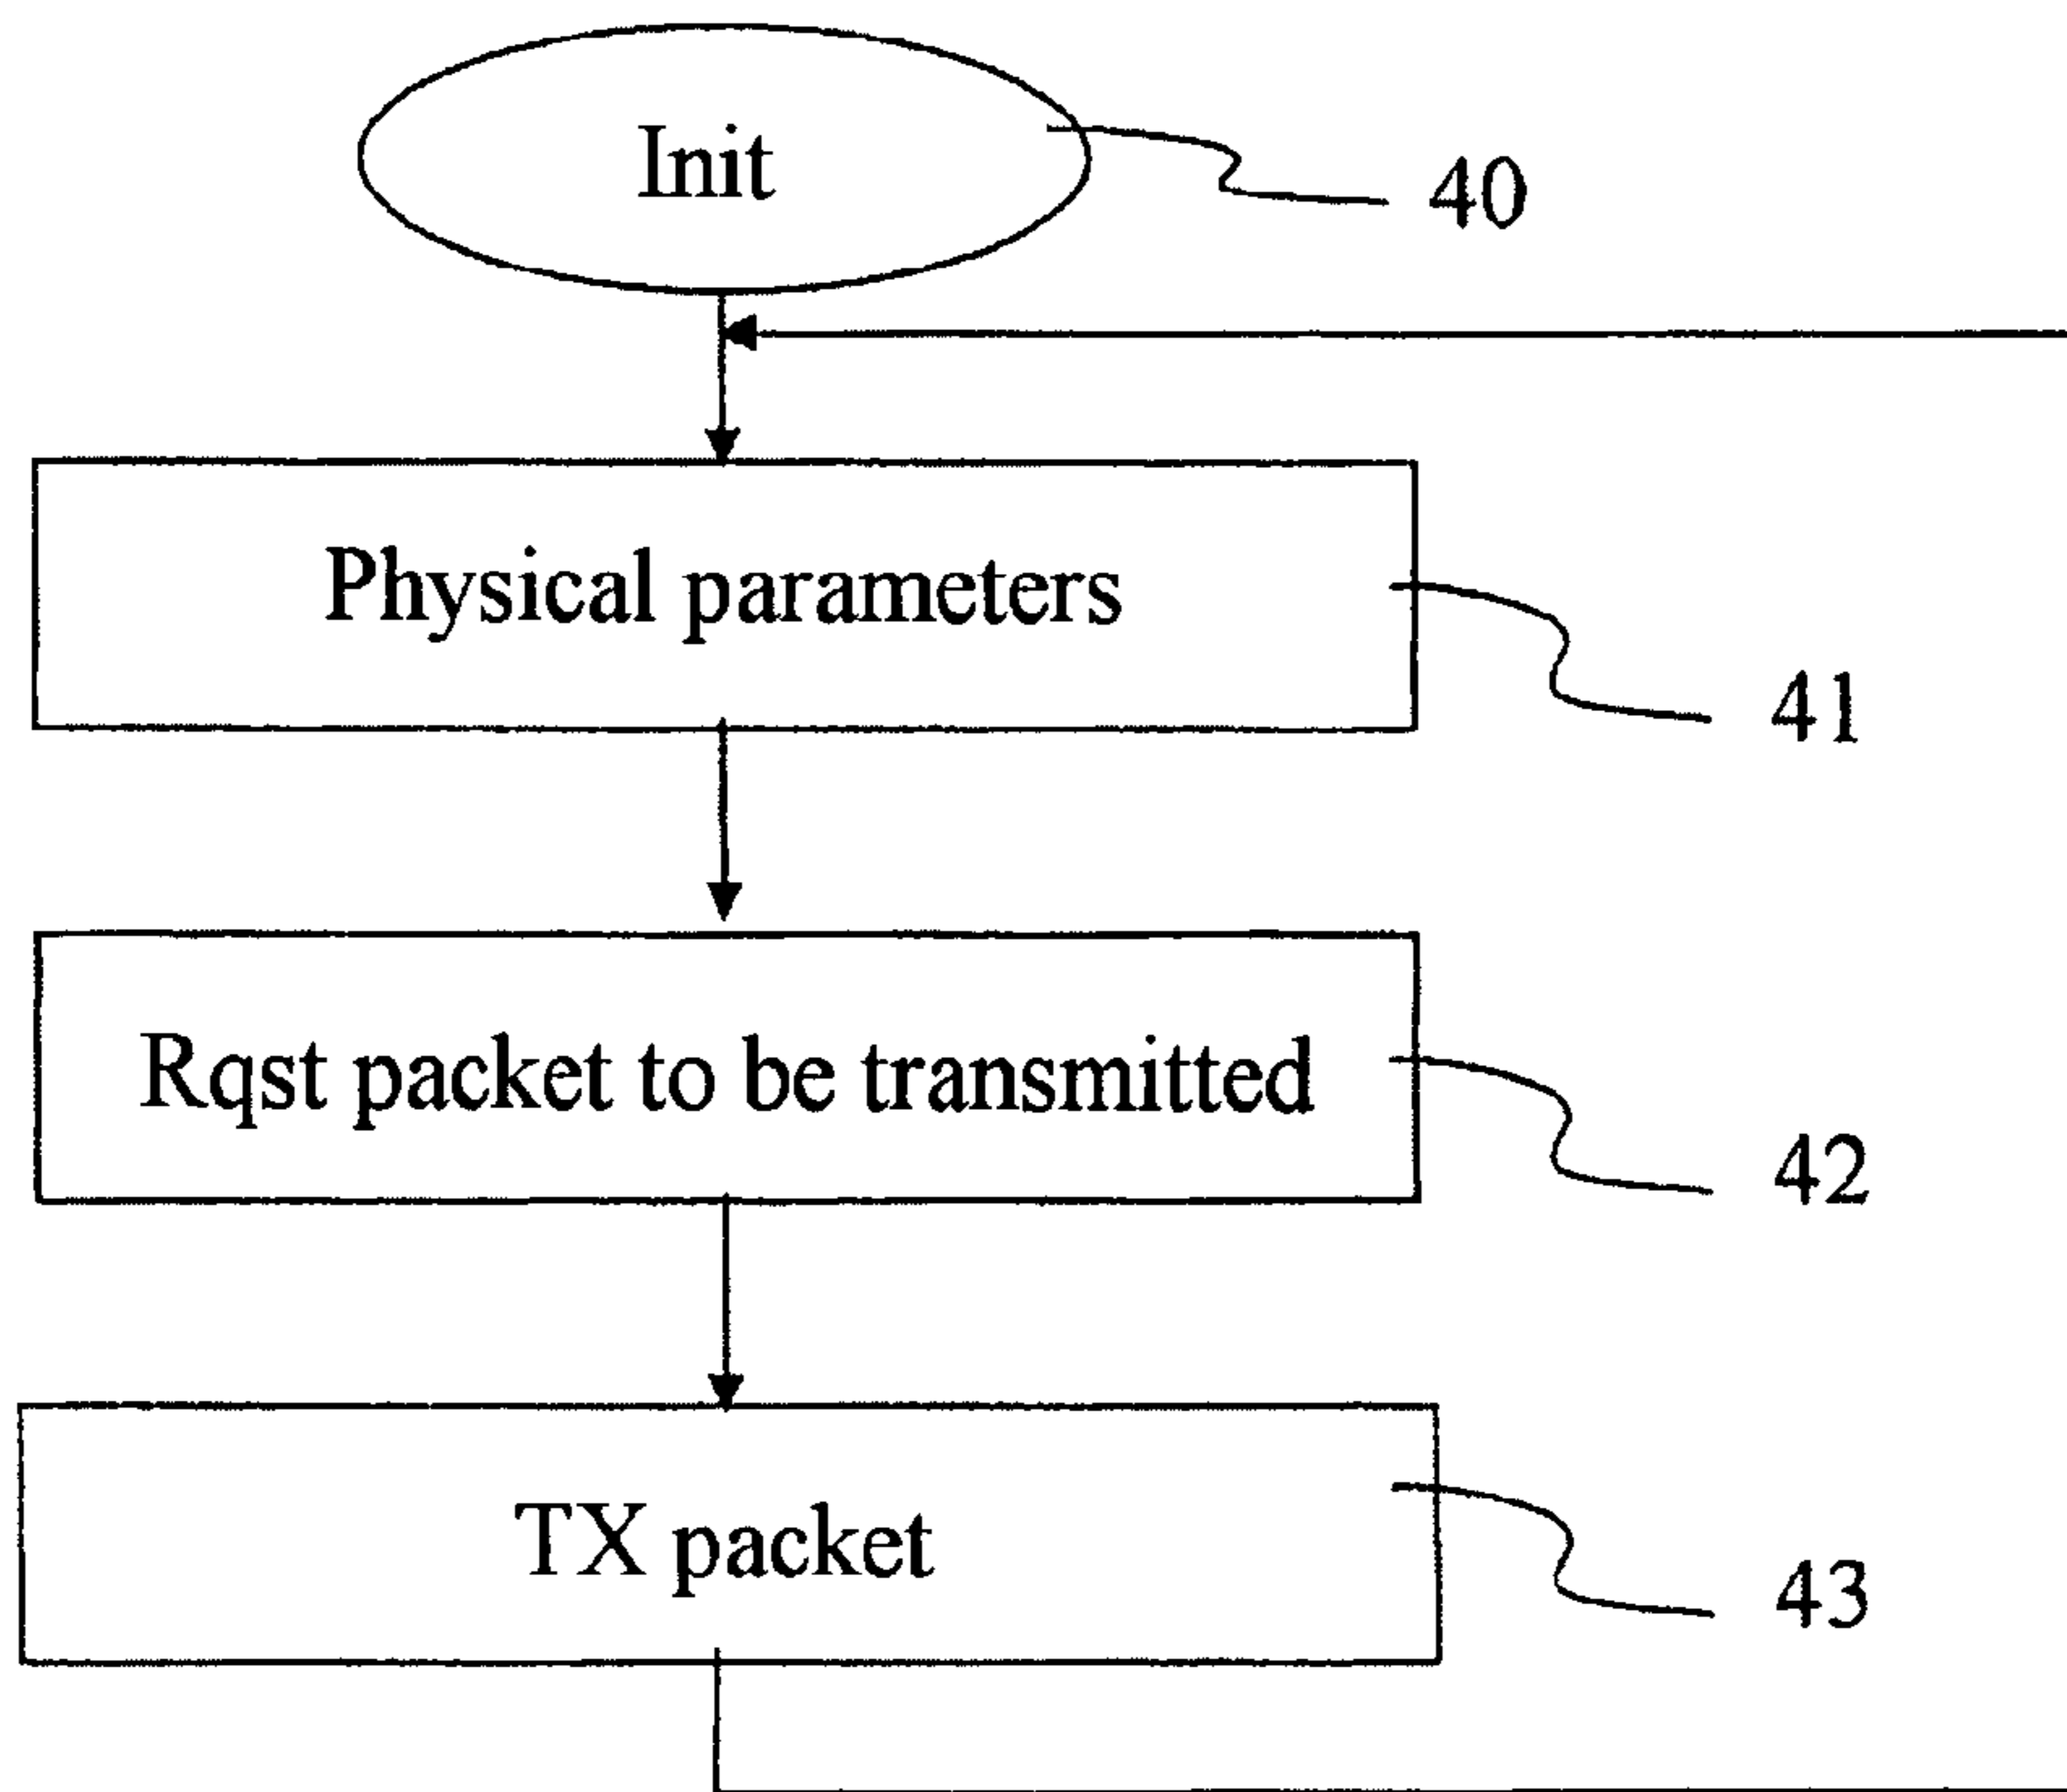 Init
40
Physical parameters
41
Rqst packet to be transmitted
42
TX packet
43